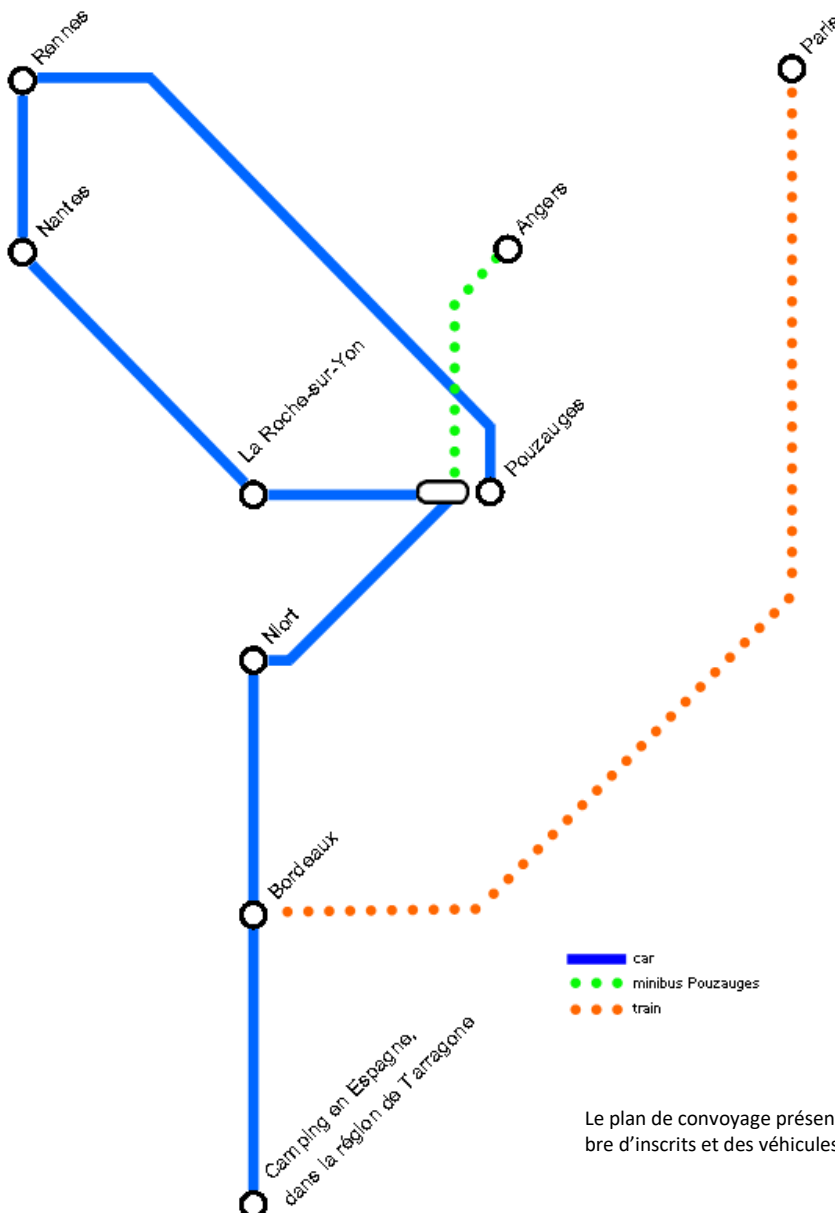 Rennes
Paris
Nantes
Angers
La Roche-sur-Yon
Pouzauges
Niort
Bordeaux
car
minibus Pouzauges
train
Camping en Espagne,
dans la région de Tarragone
Le plan de convoyage présen
bre d’inscrits et des véhicules